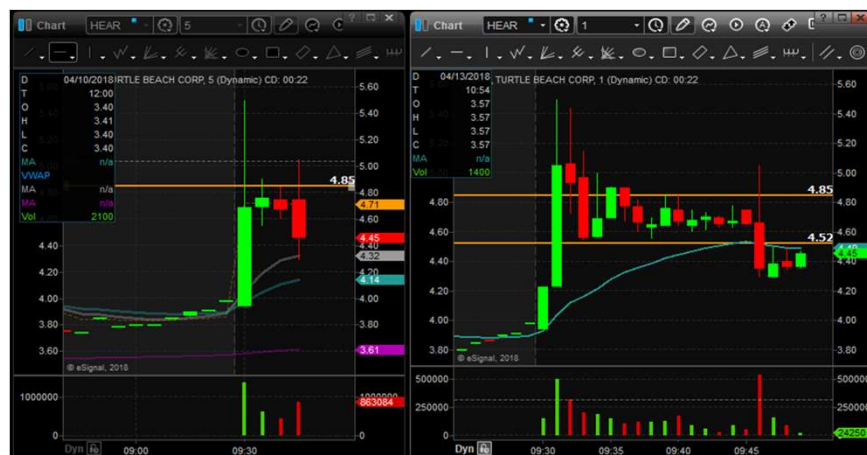 Chart
HEAR
5
D 04/10/2018 URTLE BEACH CORP, 5 (Dynamic) CD: 00:22
T 12:00
O 3.40
H 3.41
L 3.40
C 3.40
MA n/a
VWAP
MA n/a
MA n/a
Vol 2100
5.60
5.40
5.20
5.00
4.85
4.80
4.71
4.60
4.45
4.40
4.32
4.20
4.14
4.00
3.80
3.61
3.60
© eSignal, 2018
1000000
863084
0
Dyn
09:00
09:30
Chart
HEAR
1
D 04/13/2018 , TURTLE BEACH CORP, 1 (Dynamic) CD: 00:22
T 10:54
O 3.57
H 3.57
L 3.57
C 3.57
MA n/a
Vol 1400
5.60
5.40
5.20
5.00
4.85
4.80
4.60
4.52
4.45
4.40
4.20
4.00
3.80
© eSignal, 2018
500000
250000
24250
0
Dyn
09:30
09:35
09:40
09:45